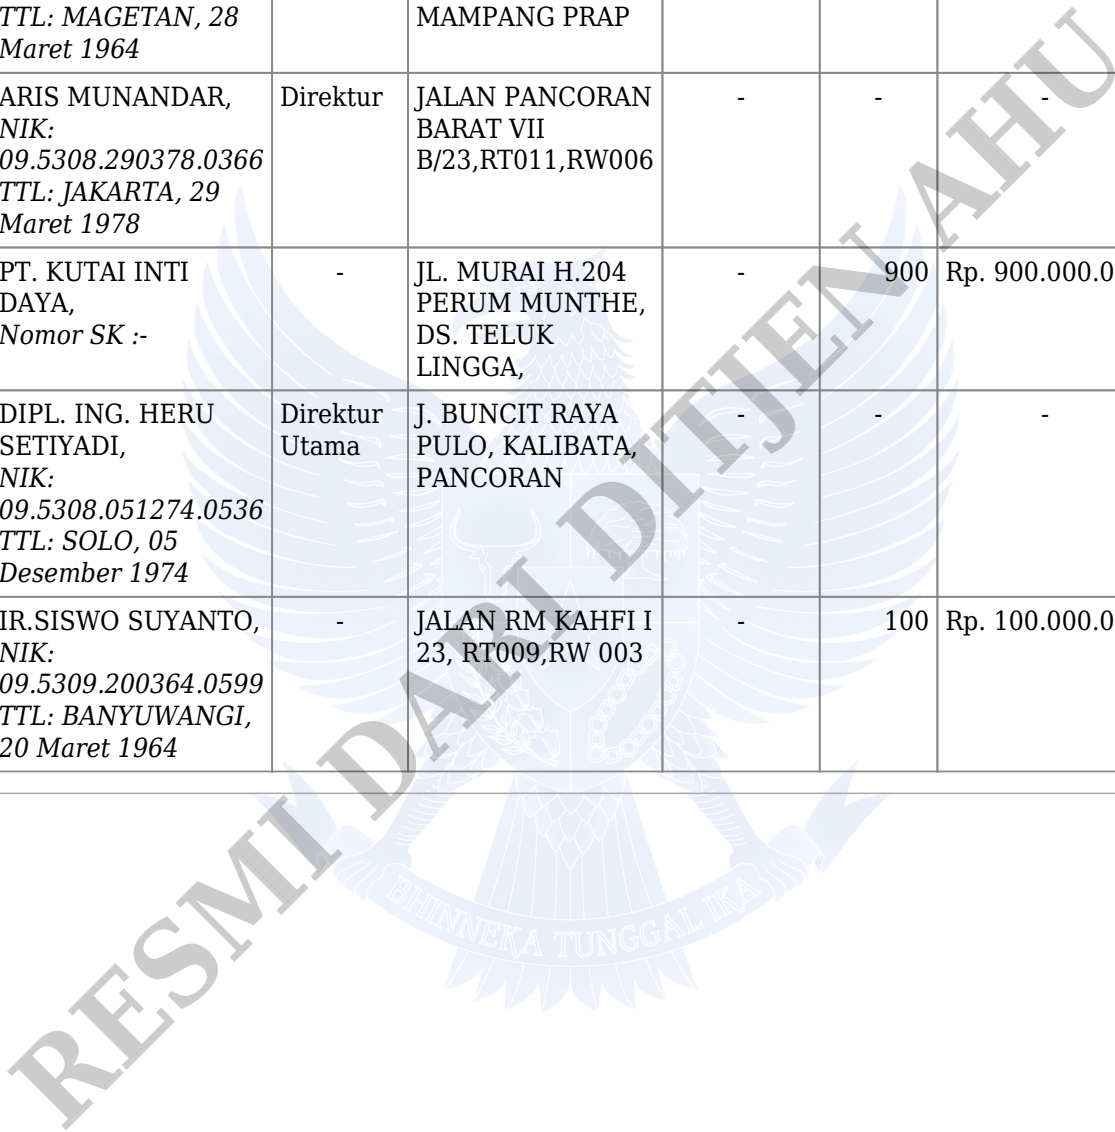 TTL: MAGETAN, 28
Maret 1964
MAMPANG PRAP
ARIS MUNANDAR,
NIK:
09.5308.290378.0366
TTL: JAKARTA, 29
Maret 1978
Direktur
JALAN PANCORAN
BARAT VII
B/23,RT011,RW006
-
-
-
PT. KUTAI INTI
DAYA,
Nomor SK :-
-
JL. MURAI H.204
PERUM MUNTHE,
DS. TELUK
LINGGA,
-
900
Rp. 900.000.0
DIPL. ING. HERU
SETIYADI,
NIK:
09.5308.051274.0536
TTL: SOLO, 05
Desember 1974
Direktur
Utama
J. BUNCIT RAYA
PULO, KALIBATA,
PANCORAN
-
-
-
IR.SISWO SUYANTO,
NIK:
09.5309.200364.0599
TTL: BANYUWANGI,
20 Maret 1964
-
JALAN RM KAHFI I
23, RT009,RW 003
-
100
Rp. 100.000.0
RESMI DARI DITJEN AHU
BHINNEKA TUNGGAL IKA